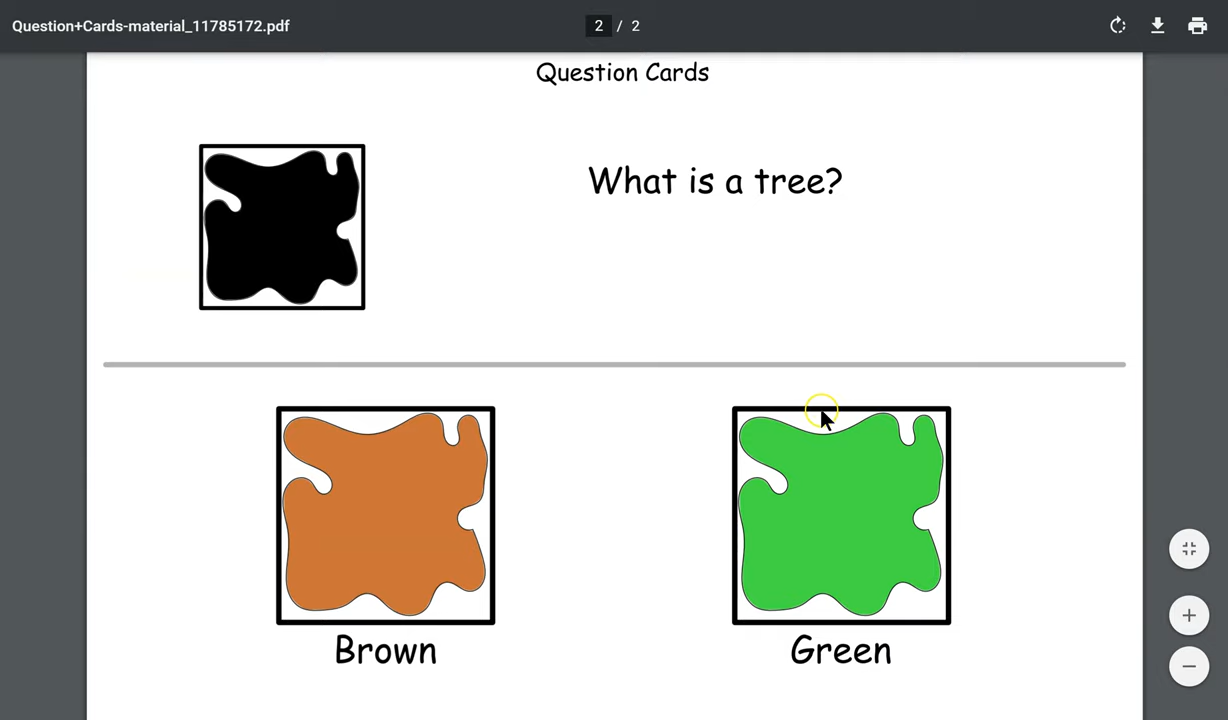 Question+Cards-material_11785172.pdf
2 / 2
Question Cards
What is a tree?
Brown
Green